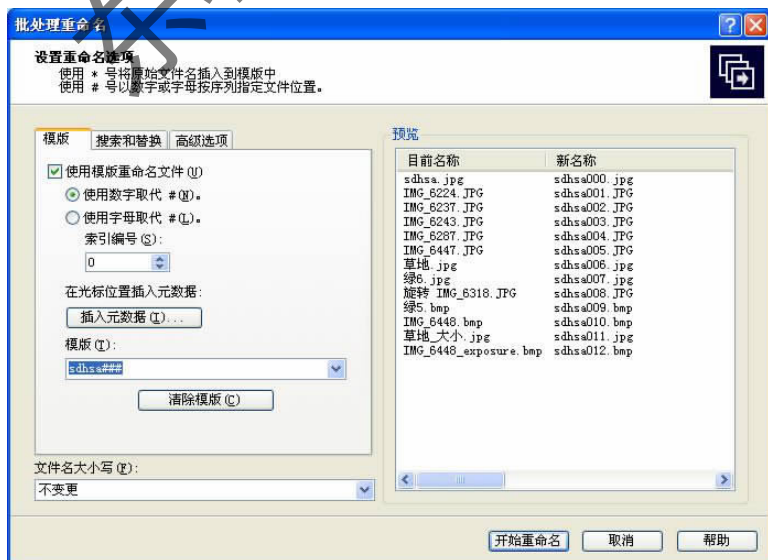 批处理重命名
设置重命名选项
使用 * 号将原始文件名插入到模版中
使用 # 号以数字或字母按序列指定文件位置。
模版 搜索和替换 高级选项
使用模版重命名文件(U)
使用数字取代 #(N)。
使用字母取代 #(L)。
索引编号(S):
0
在光标位置插入元数据:
插入元数据(I)...
模版(T):
sdhsa###
清除模版(C)
文件名大小写(F):
不变更
预览
目前名称 新名称
sdhsa.jpg sdhsa000.jpg
IMG_6224.JPG sdhsa001.JPG
IMG_6237.JPG sdhsa002.JPG
IMG_6243.JPG sdhsa003.JPG
IMG_6287.JPG sdhsa004.JPG
IMG_6447.JPG sdhsa005.JPG
草地.jpg sdhsa006.jpg
绿6.jpg sdhsa007.jpg
旋转 IMG_6318.JPG sdhsa008.JPG
绿5.bmp sdhsa009.bmp
IMG_6448.bmp sdhsa010.bmp
草地_大小.jpg sdhsa011.jpg
IMG_6448_exposure.bmp sdhsa012.bmp
开始重命名 取消 帮助